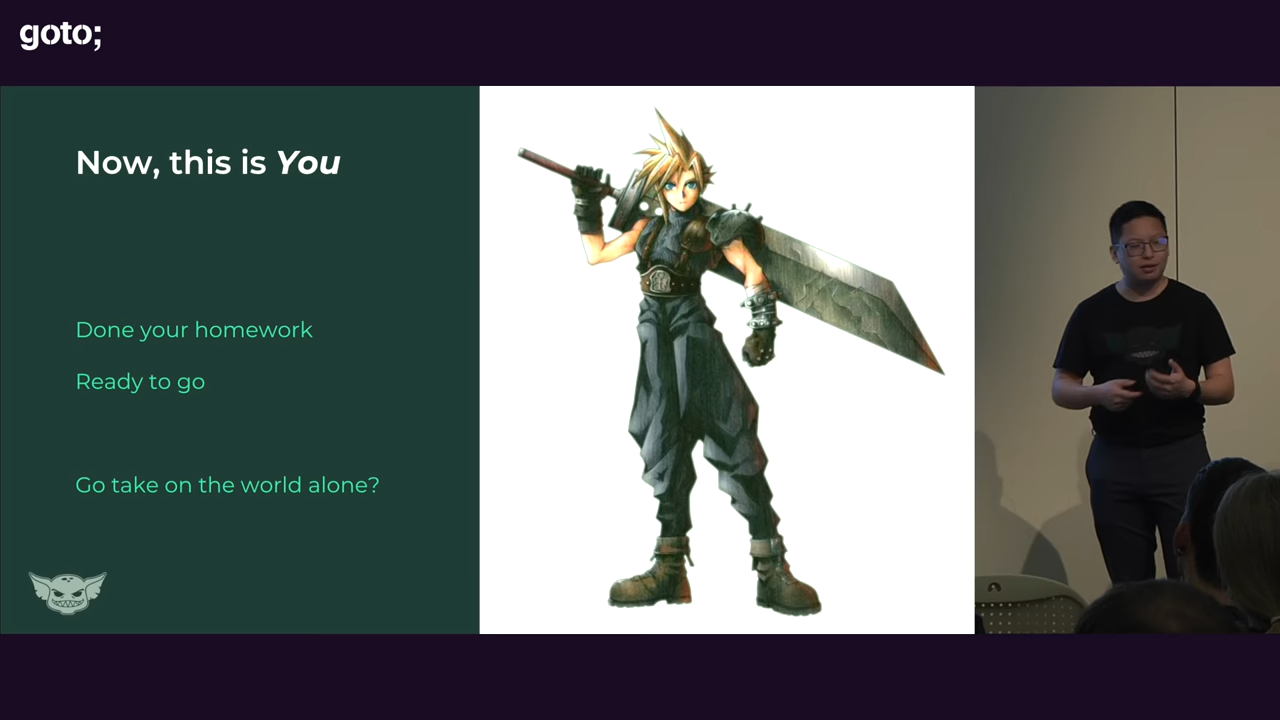 goto;
Now, this is You
Done your homework
Ready to go
Go take on the world alone?